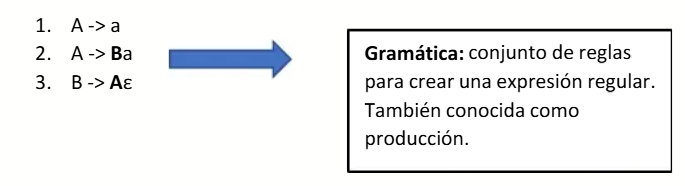 1. A -> a
2. A -> Ba
3. B -> Aε
Gramática: conjunto de reglas
para crear una expresión regular.
También conocida como
producción.